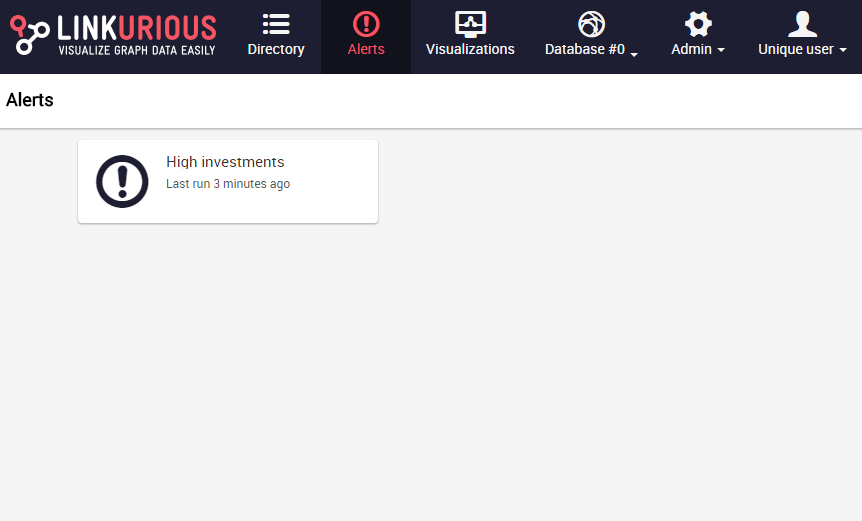 LINKURIOUS
VISUALIZE GRAPH DATA EASILY
Directory
Alerts
Visualizations
Database #0
Admin
Unique user
Alerts
High investments
Last run 3 minutes ago